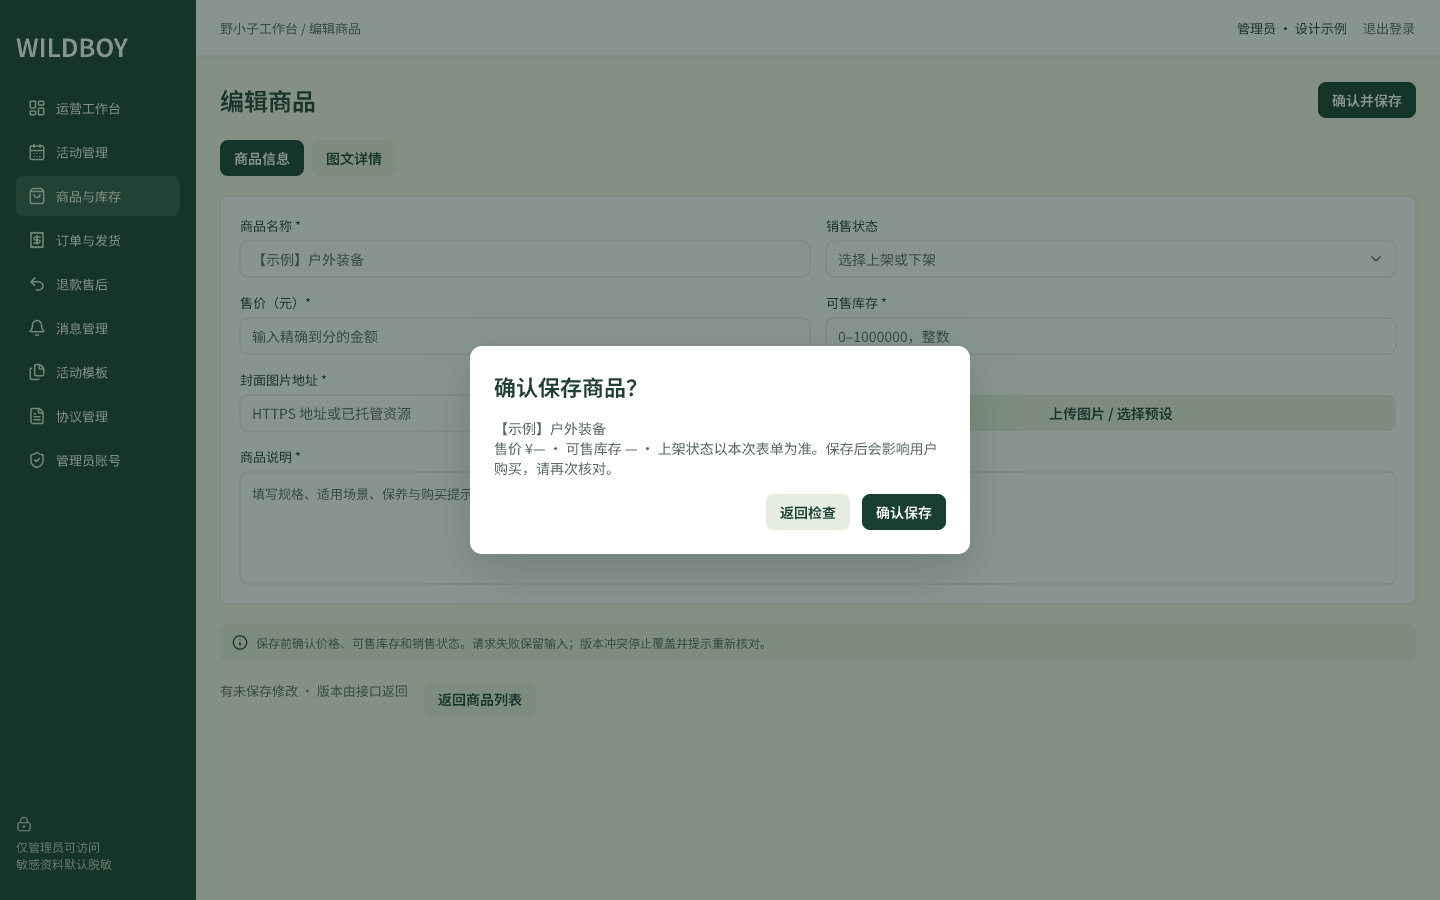 WILDBOY
运营工作台
活动管理
商品与库存
订单与发货
退款售后
消息管理
活动模板
协议管理
管理员账号
仅管理员可访问
敏感资料默认脱敏
野小子工作台 / 编辑商品
管理员 · 设计示例
退出登录
编辑商品
确认并保存
商品信息
图文详情
商品名称 *
销售状态
【示例】户外装备
选择上架或下架
售价（元）*
可售库存 *
输入精确到分的金额
0–1000000，整数
封面图片地址 *
HTTPS 地址或已托管资源
上传图片 / 选择预设
商品说明 *
填写规格、适用场景、保养与购买提示
确认保存商品？
【示例】户外装备
售价 ¥— · 可售库存 — · 上架状态以本次表单为准。保存后会影响用户
购买，请再次核对。
返回检查
确认保存
保存前确认价格、可售库存和销售状态。请求失败保留输入；版本冲突停止覆盖并提示重新核对。
有未保存修改 · 版本由接口返回
返回商品列表